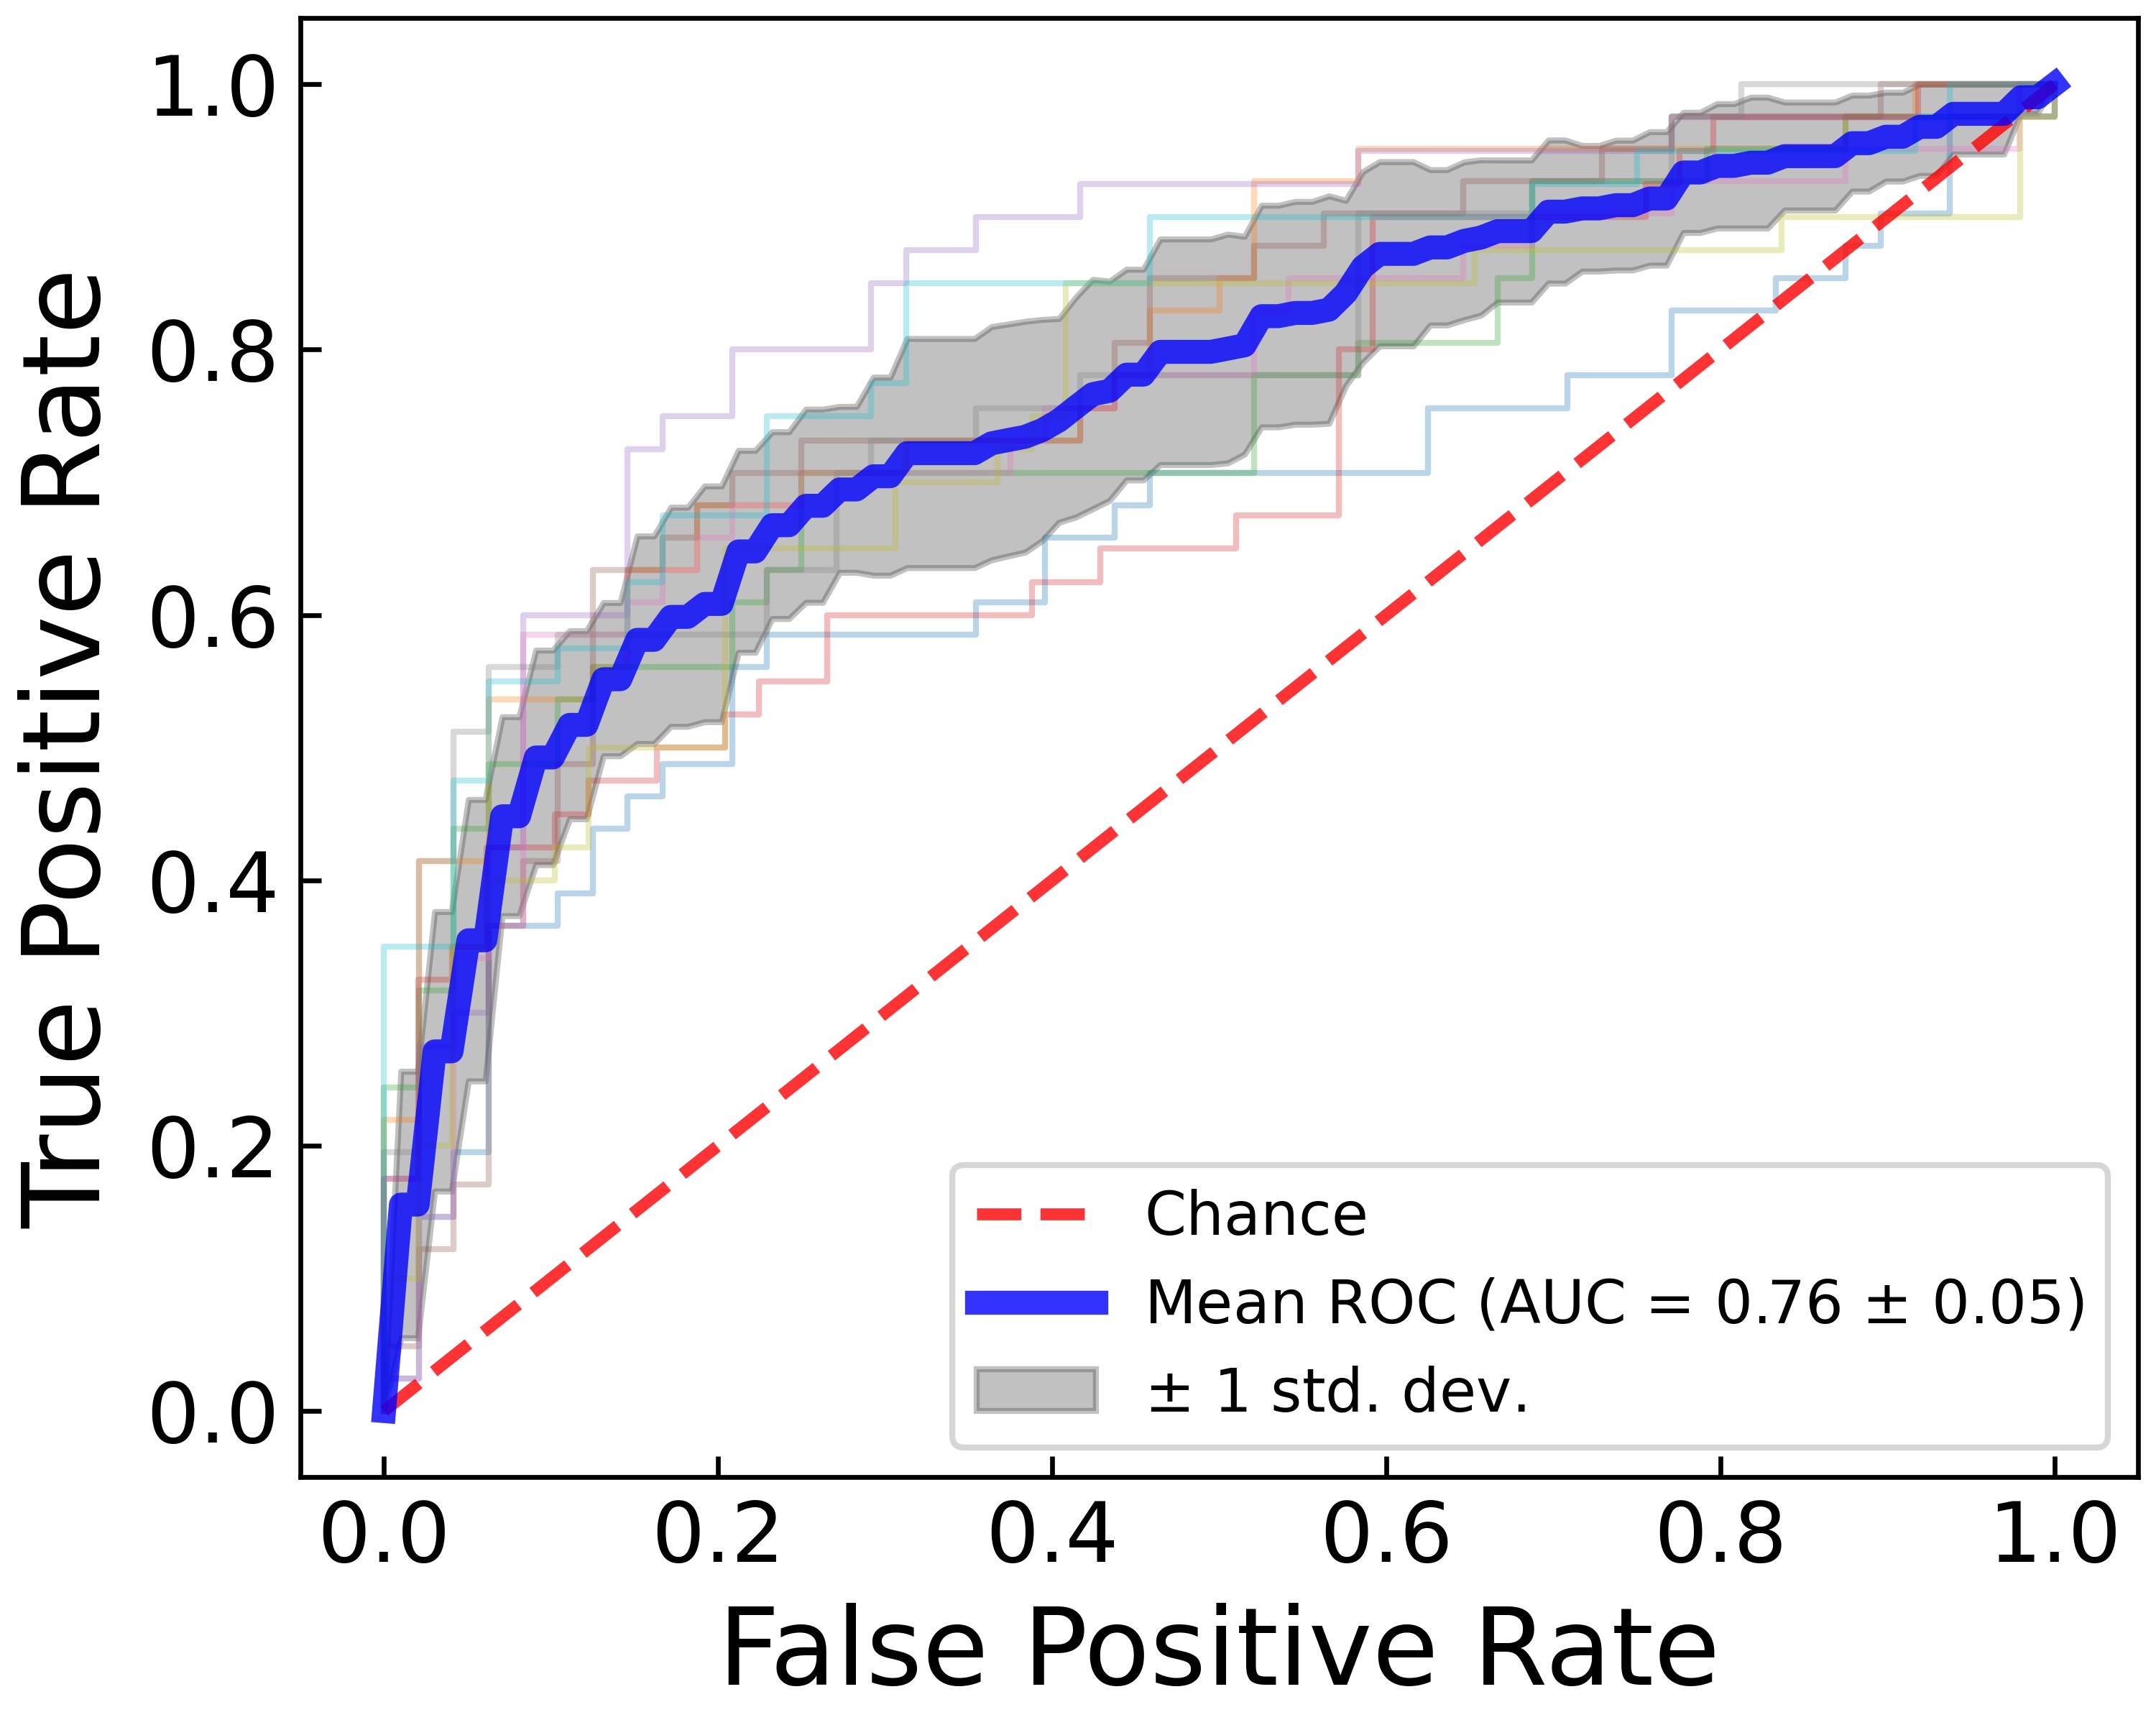 True Positive Rate
1.0
0.8
0.6
0.4
0.2
0.0
Chance
Mean ROC (AUC = 0.76 ± 0.05)
± 1 std. dev.
0.0 0.2 0.4 0.6 0.8 1.0
False Positive Rate